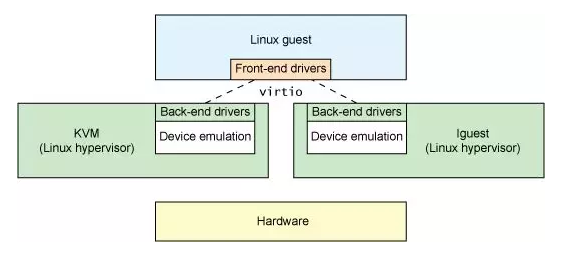 Linux guest
Front-end drivers
virtio
Back-end drivers
Device emulation
KVM
(Linux hypervisor)
Back-end drivers
Device emulation
Iguest
(Linux hypervisor)
Hardware